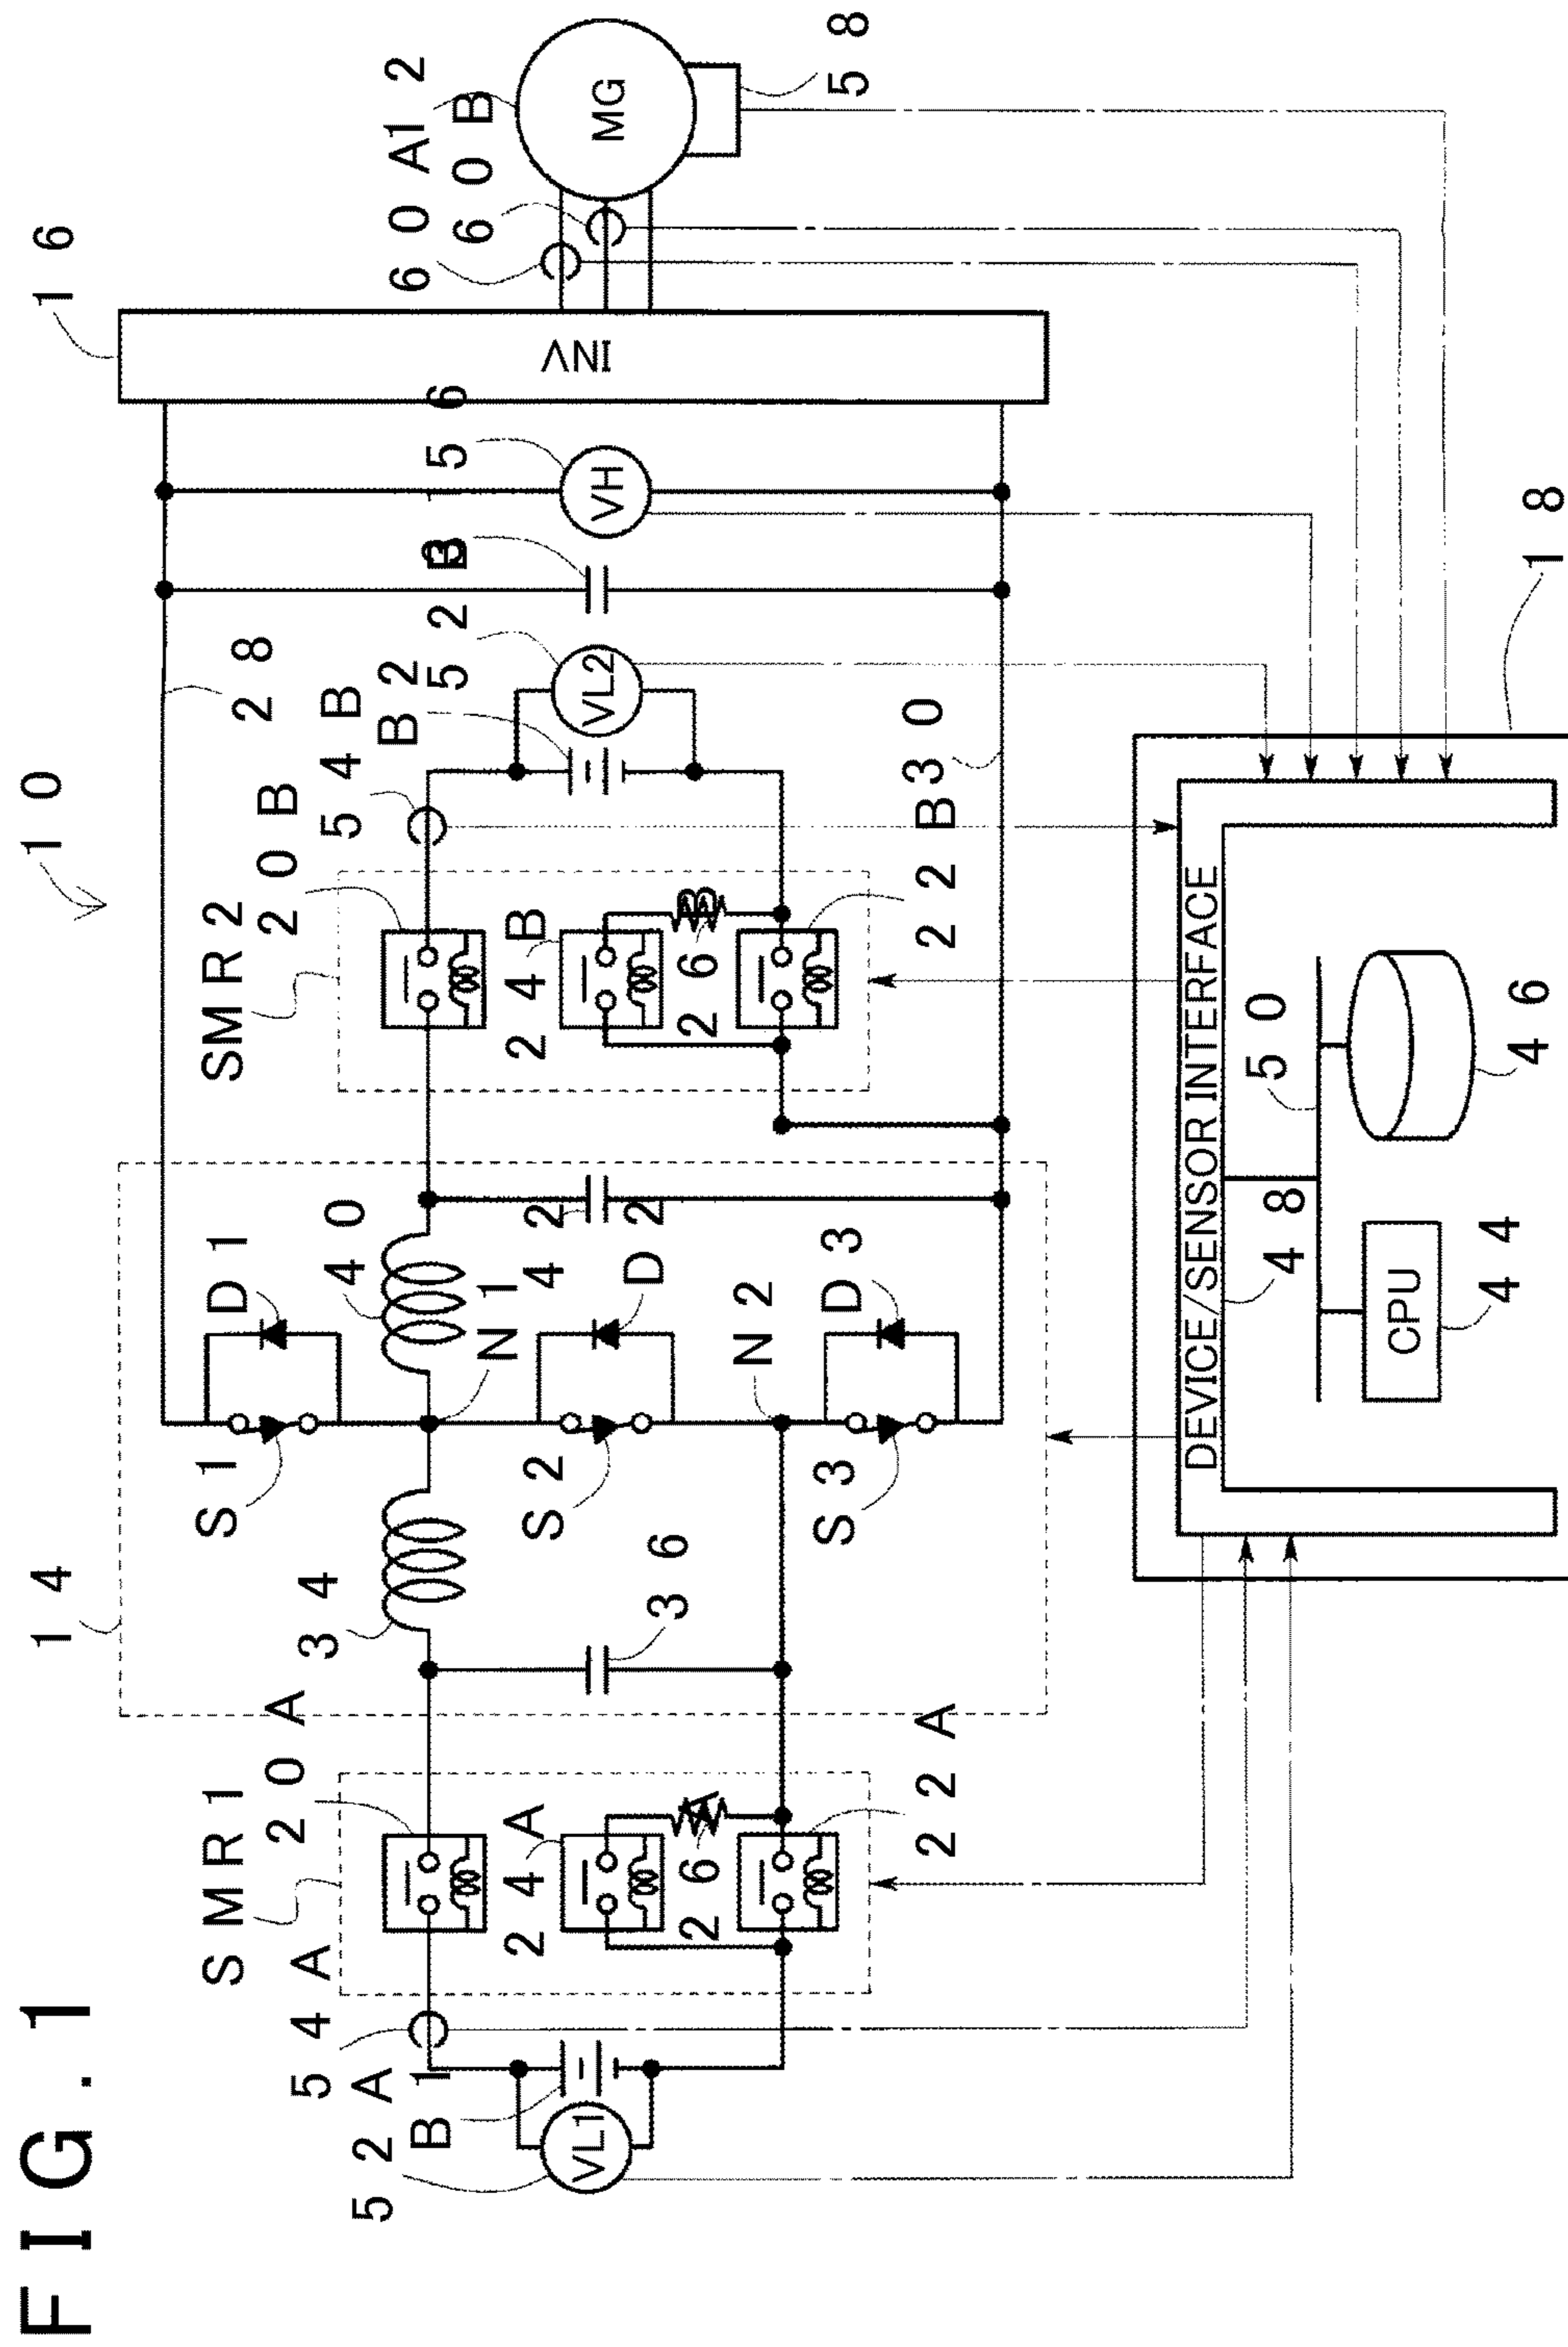 FIG.1
10
14
16
28
SMR1
SMR2
20A
20B
54A
54B
52A
52B
B1
B2
VL1
VL2
24A
24B
26A
26B
22A
22B
34
36
40
42
S1
D1
N1
S2
D2
N2
S3
D3
30
32
56
VH
INV
60A
60B
12
MG
58
18
DEVICE/SENSOR INTERFACE
48
50
CPU
44
46